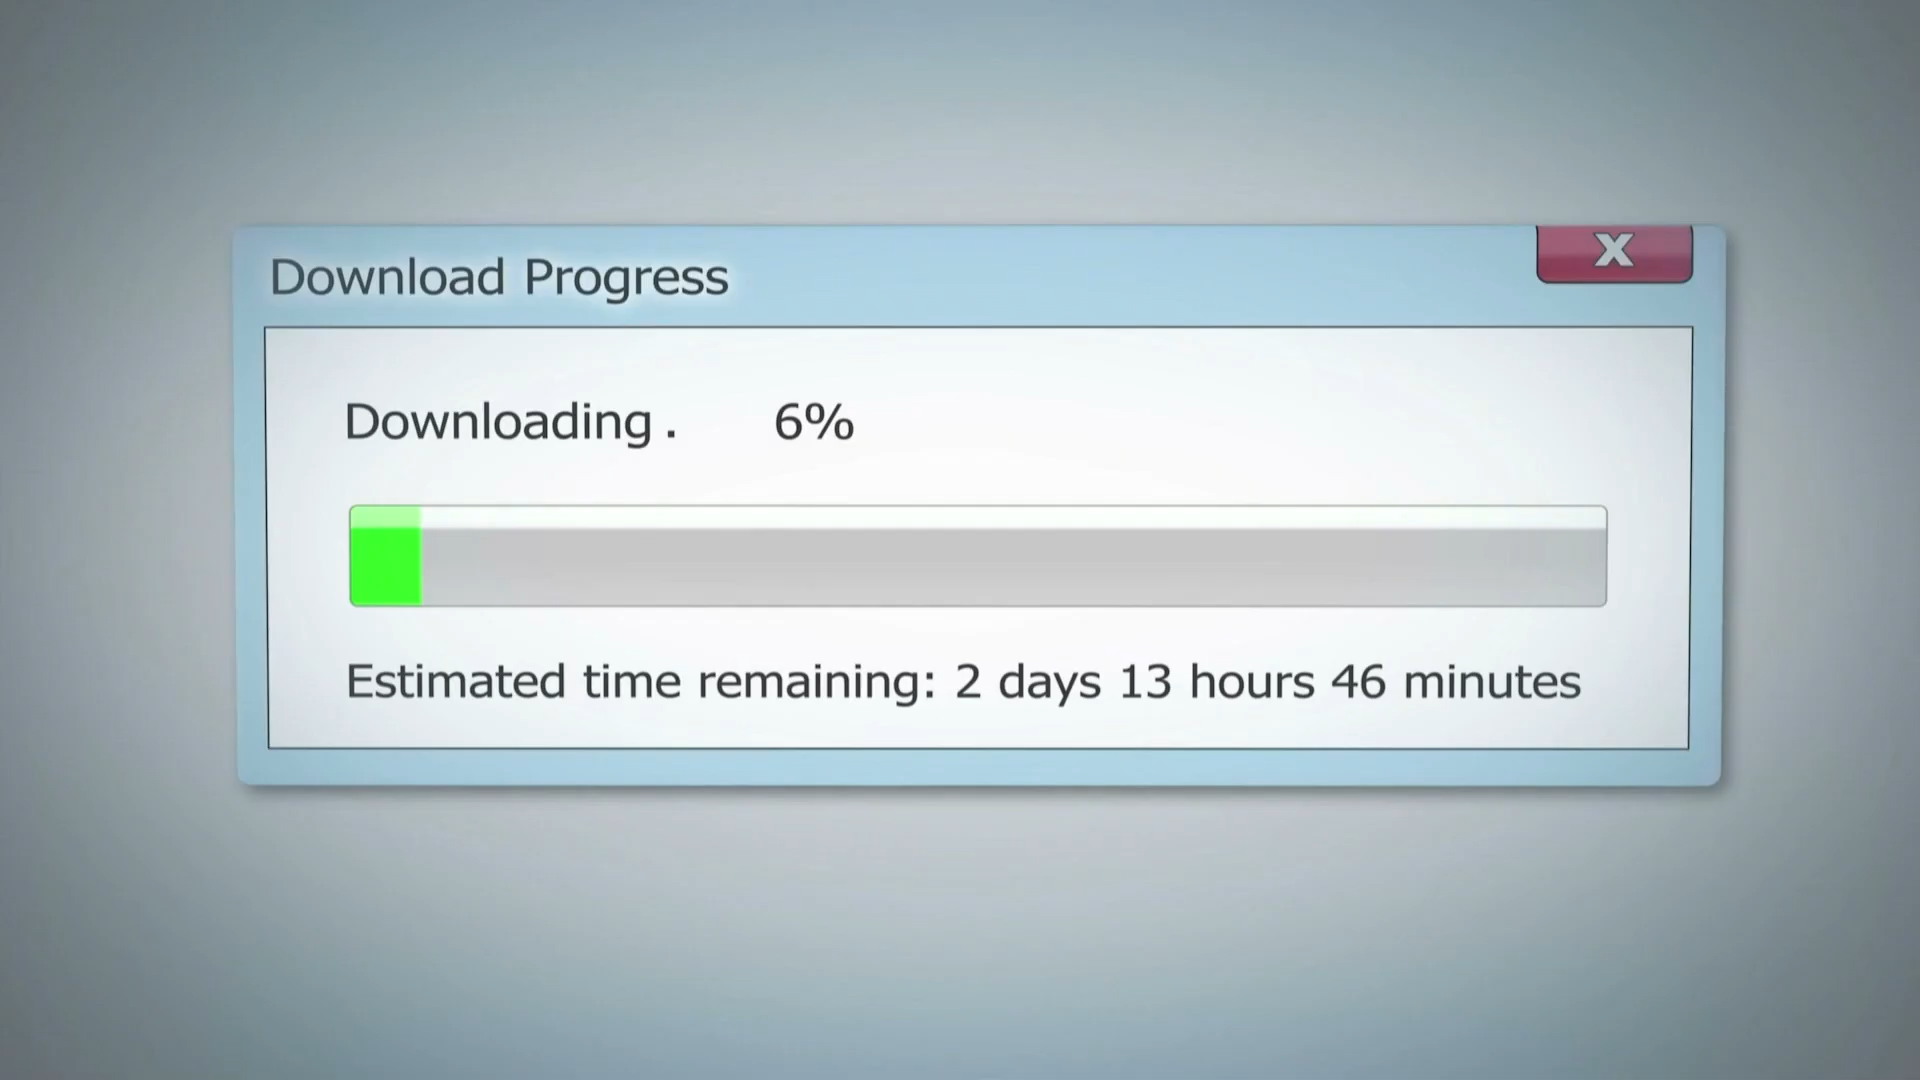 Download Progress
X
Downloading . 6%
Estimated time remaining: 2 days 13 hours 46 minutes